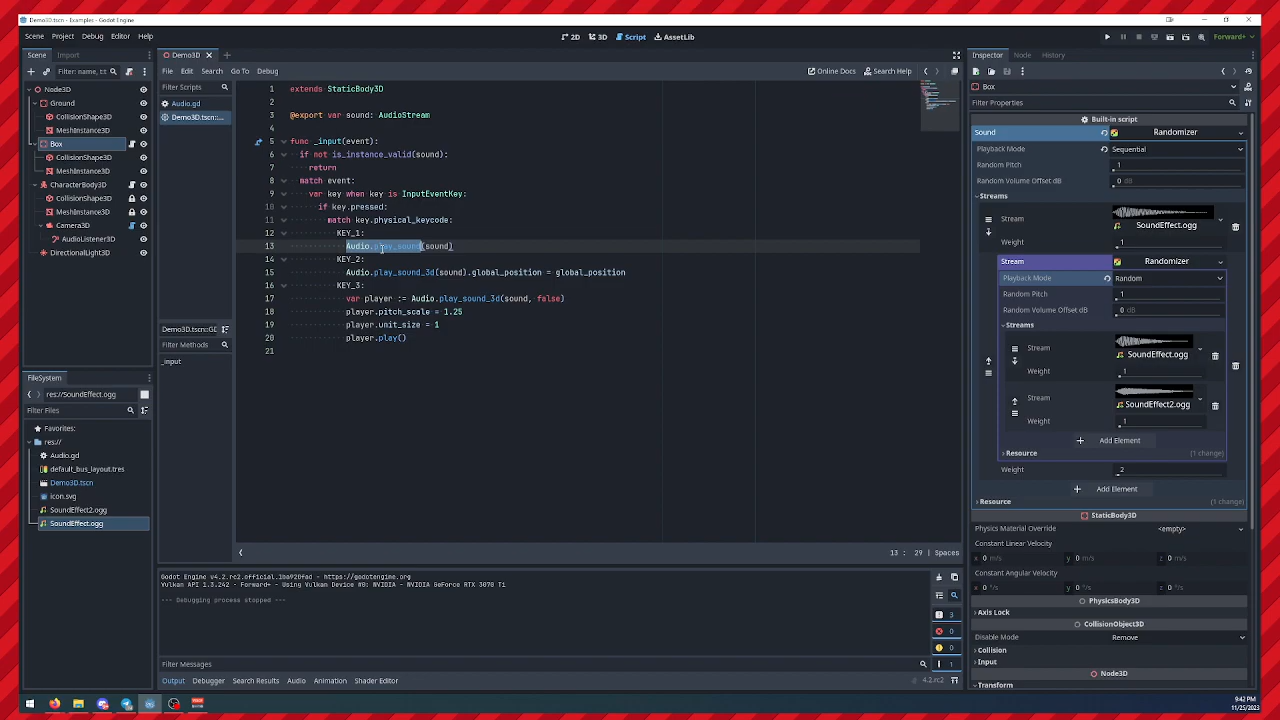 Demo3D.tscn - Examples - Godot Engine
Scene Project Debug Editor Help
2D 3D Script AssetLib
Forward+
Scene Import
Filter: name, t:t
Node3D
Ground
CollisionShape3D
MeshInstance3D
Box
CollisionShape3D
MeshInstance3D
CharacterBody3D
CollisionShape3D
MeshInstance3D
Camera3D
AudioListener3D
DirectionalLight3D
FileSystem
res://SoundEffect.ogg
Filter Files
Favorites:
res://
Audio.gd
default_bus_layout.tres
Demo3D.tscn
icon.svg
SoundEffect2.ogg
SoundEffect.ogg
Demo3D
File Edit Search Go To Debug
Online Docs Search Help
Filter Scripts
Audio.gd
Demo3D.tscn::...
Demo3D.tscn::GD
Filter Methods
_input
1 extends StaticBody3D
2
3 @export var sound: AudioStream
4
5 func _input(event):
6 if not is_instance_valid(sound):
7 return
8 match event:
9 var key when key is InputEventKey:
10 if key.pressed:
11 match key.physical_keycode:
12 KEY_1:
13 Audio.play_sound(sound)
14 KEY_2:
15 Audio.play_sound_3d(sound).global_position = global_position
16 KEY_3:
17 var player := Audio.play_sound_3d(sound, false)
18 player.pitch_scale = 1.25
19 player.unit_size = 1
20 player.play()
21
13 : 29 | Spaces
Godot Engine v4.2.rc2.official.1ba920fad - https://godotengine.org
Vulkan API 1.3.242 - Forward+ - Using Vulkan Device #0: NVIDIA - NVIDIA GeForce RTX 3070 Ti
--- Debugging process stopped ---
3
0
0
1
Filter Messages
Output Debugger Search Results Audio Animation Shader Editor
4.2.rc2
Inspector Node History
Box
Filter Properties
Built-in script
Sound Randomizer
Playback Mode Sequential
Random Pitch 1
Random Volume Offset dB 0 dB
Streams
Stream
SoundEffect.ogg
Weight 1
Stream Randomizer
Playback Mode Random
Random Pitch 1
Random Volume Offset dB 0 dB
Streams
Stream
SoundEffect.ogg
Weight 1
Stream
SoundEffect2.ogg
Weight 1
Add Element
Resource (1 change)
Weight 2
Add Element
Resource (1 change)
StaticBody3D
Physics Material Override <empty>
Constant Linear Velocity
x 0 m/s y 0 m/s z 0 m/s
Constant Angular Velocity
x 0 °/s y 0 °/s z 0 °/s
PhysicsBody3D
Axis Lock
CollisionObject3D
Disable Mode Remove
Collision
Input
Node3D
Transform
9:42 PM
11/25/2023